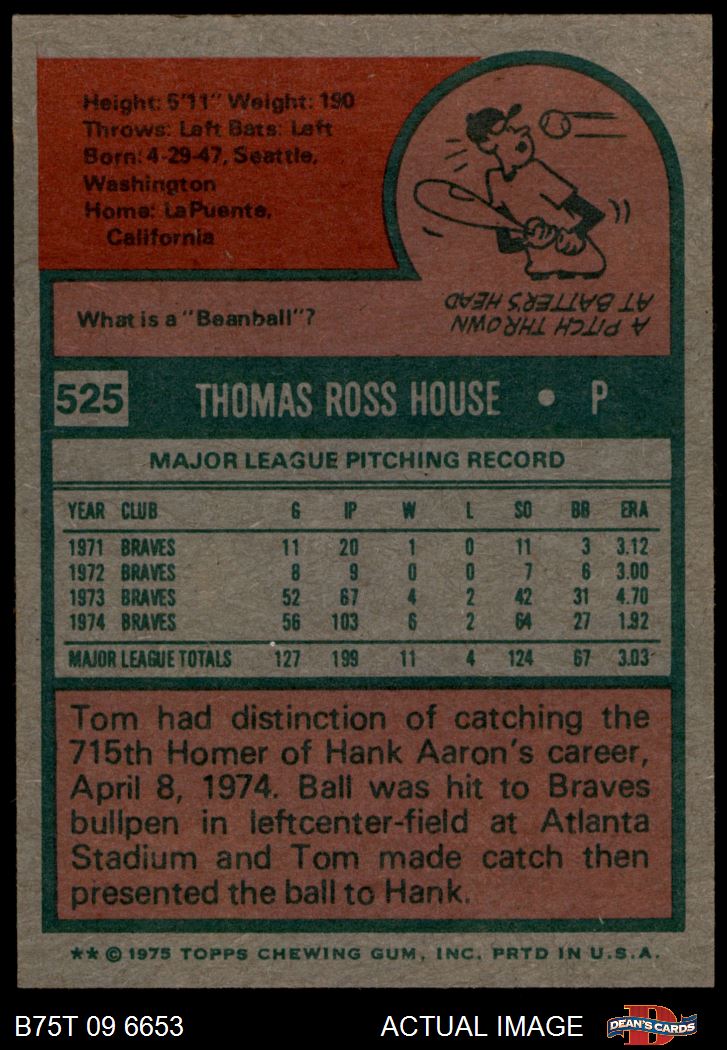 Height: 5'11" Weight: 190
Throws: Left Bats: Left
Born: 4-29-47, Seattle,
Washington
Home: La Puente,
California
What is a "Beanball"?
A PITCH THROWN
AT BATTER'S HEAD
525 THOMAS ROSS HOUSE • P
MAJOR LEAGUE PITCHING RECORD
YEAR CLUB G IP W L SO BB ERA
1971 BRAVES 11 20 1 0 11 3 3.12
1972 BRAVES 8 9 0 0 7 6 3.00
1973 BRAVES 52 67 4 2 42 31 4.70
1974 BRAVES 56 103 6 2 64 27 1.92
MAJOR LEAGUE TOTALS 127 199 11 4 124 67 3.03
Tom had distinction of catching the
715th Homer of Hank Aaron's career,
April 8, 1974. Ball was hit to Braves
bullpen in leftcenter-field at Atlanta
Stadium and Tom made catch then
presented the ball to Hank.
** © 1975 TOPPS CHEWING GUM, INC. PRTD IN U.S.A.
B75T 09 6653 ACTUAL IMAGE D DEAN'S CARDS